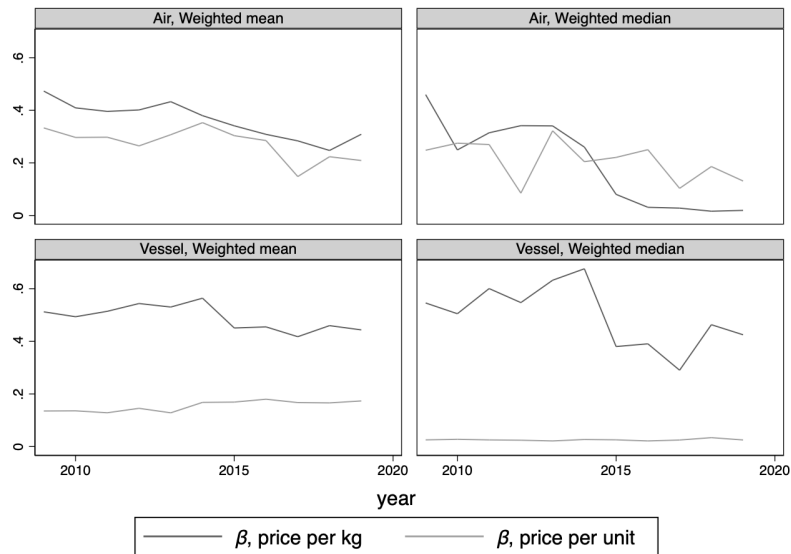 Air, Weighted mean
Air, Weighted median
.6
.4
.2
0
Vessel, Weighted mean
Vessel, Weighted median
.6
.4
.2
0
2010 2015 2020 2010 2015 2020
year
β, price per kg β, price per unit